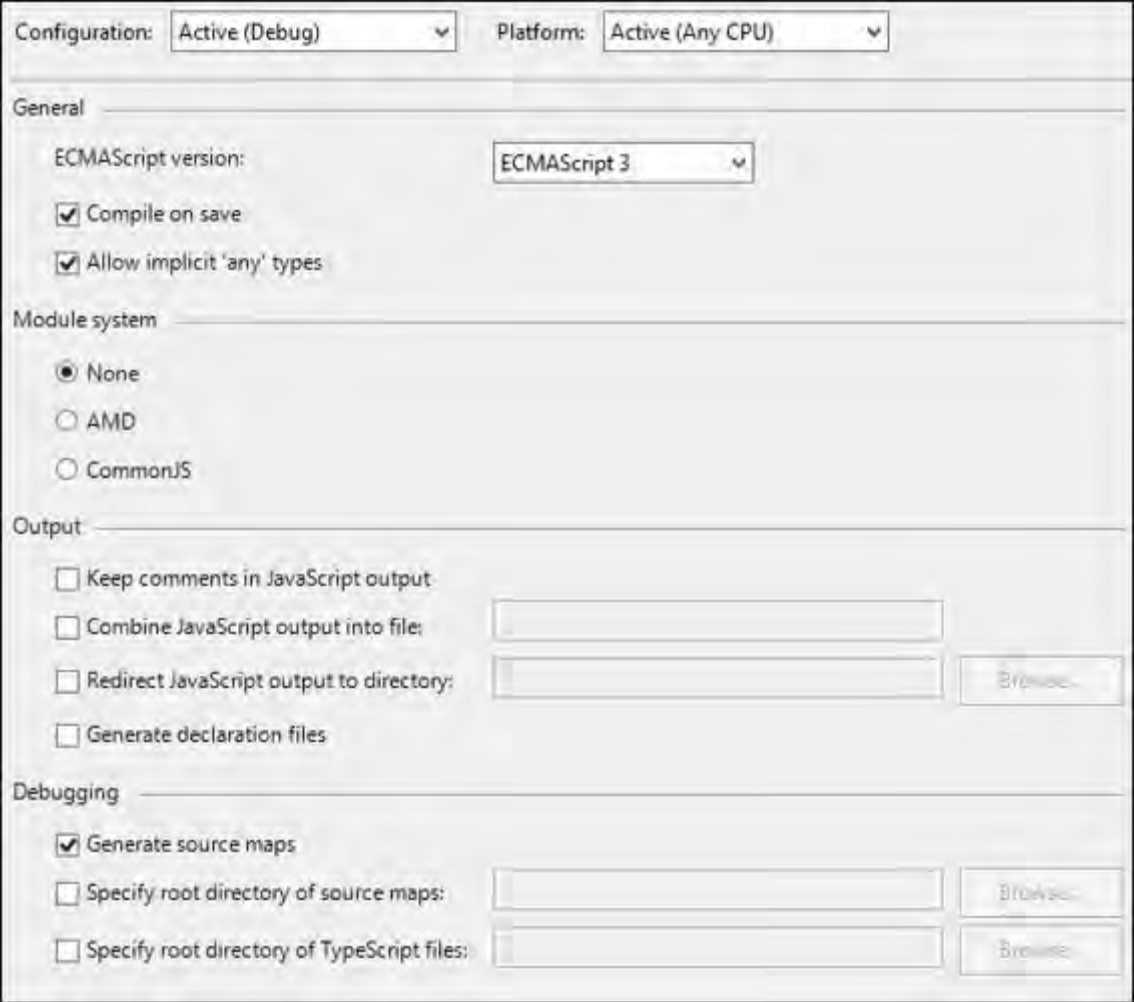 Configuration: Active (Debug) Platform: Active (Any CPU)
General
ECMAScript version: ECMAScript 3
Compile on save
Allow implicit 'any' types
Module system
None
AMD
CommonJS
Output
Keep comments in JavaScript output
Combine JavaScript output into file:
Redirect JavaScript output to directory: Browse...
Generate declaration files
Debugging
Generate source maps
Specify root directory of source maps: Browse...
Specify root directory of TypeScript files: Browse...